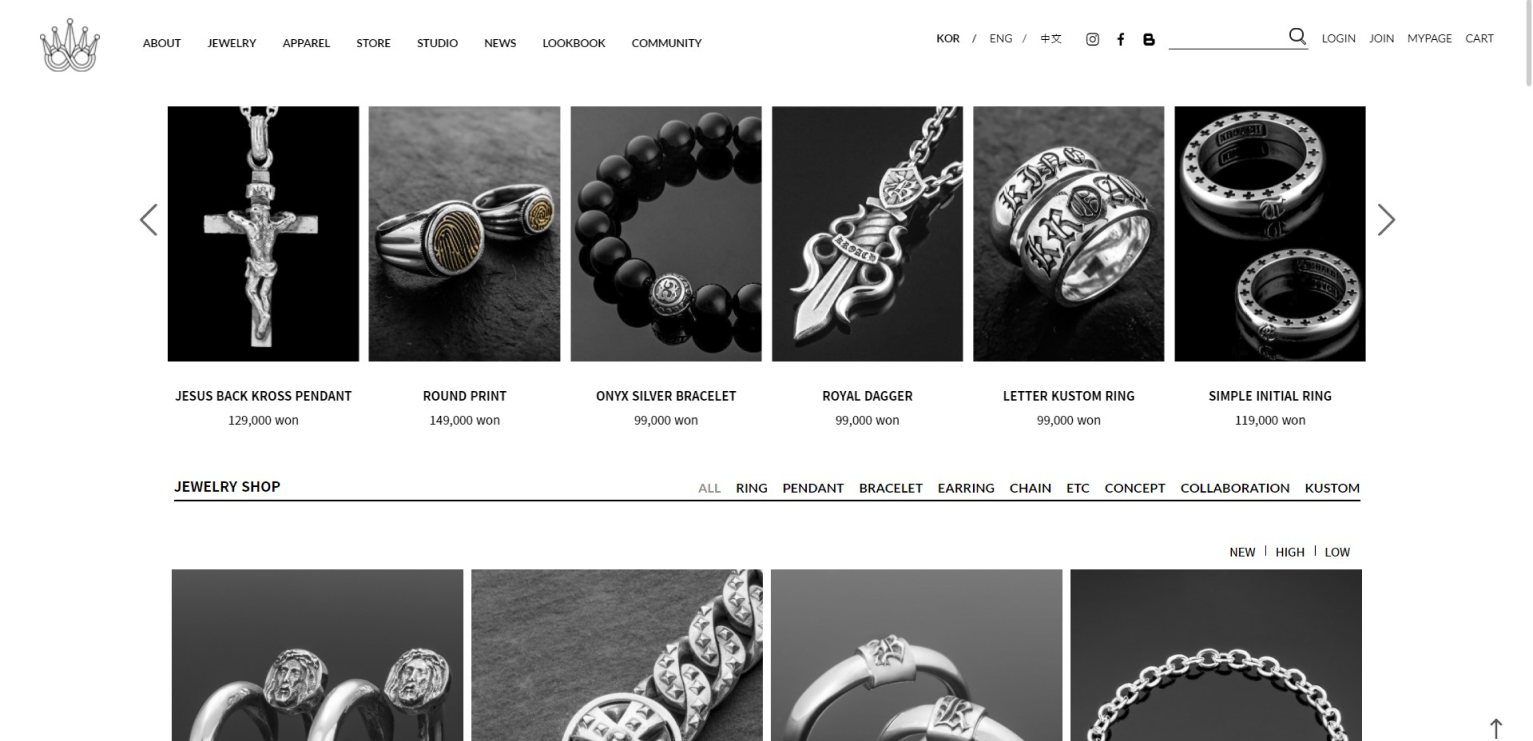 ABOUT JEWELRY APPAREL STORE STUDIO NEWS LOOKBOOK COMMUNITY
KOR / ENG / 中文
LOGIN JOIN MYPAGE CART
KROACH
KING
JESUS BACK KROSS PENDANT
129,000 won
ROUND PRINT
149,000 won
ONYX SILVER BRACELET
99,000 won
ROYAL DAGGER
99,000 won
LETTER KUSTOM RING
99,000 won
SIMPLE INITIAL RING
119,000 won
JEWELRY SHOP
ALL RING PENDANT BRACELET EARRING CHAIN ETC CONCEPT COLLABORATION KUSTOM
NEW | HIGH | LOW